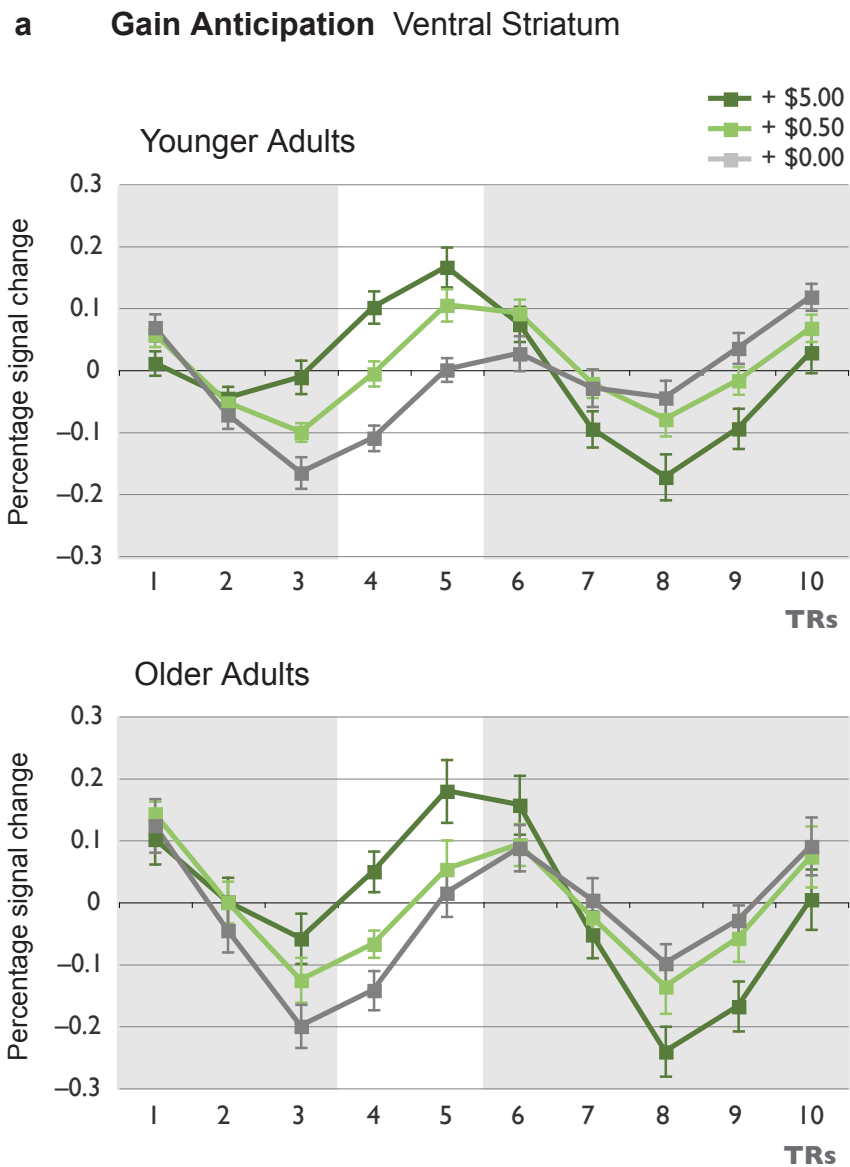 a Gain Anticipation Ventral Striatum
+ $5.00
+ $0.50
+ $0.00
Younger Adults
Percentage signal change
0.3
0.2
0.1
0
–0.1
–0.2
–0.3
1 2 3 4 5 6 7 8 9 10
TRs
Older Adults
Percentage signal change
0.3
0.2
0.1
0
–0.1
–0.2
–0.3
1 2 3 4 5 6 7 8 9 10
TRs